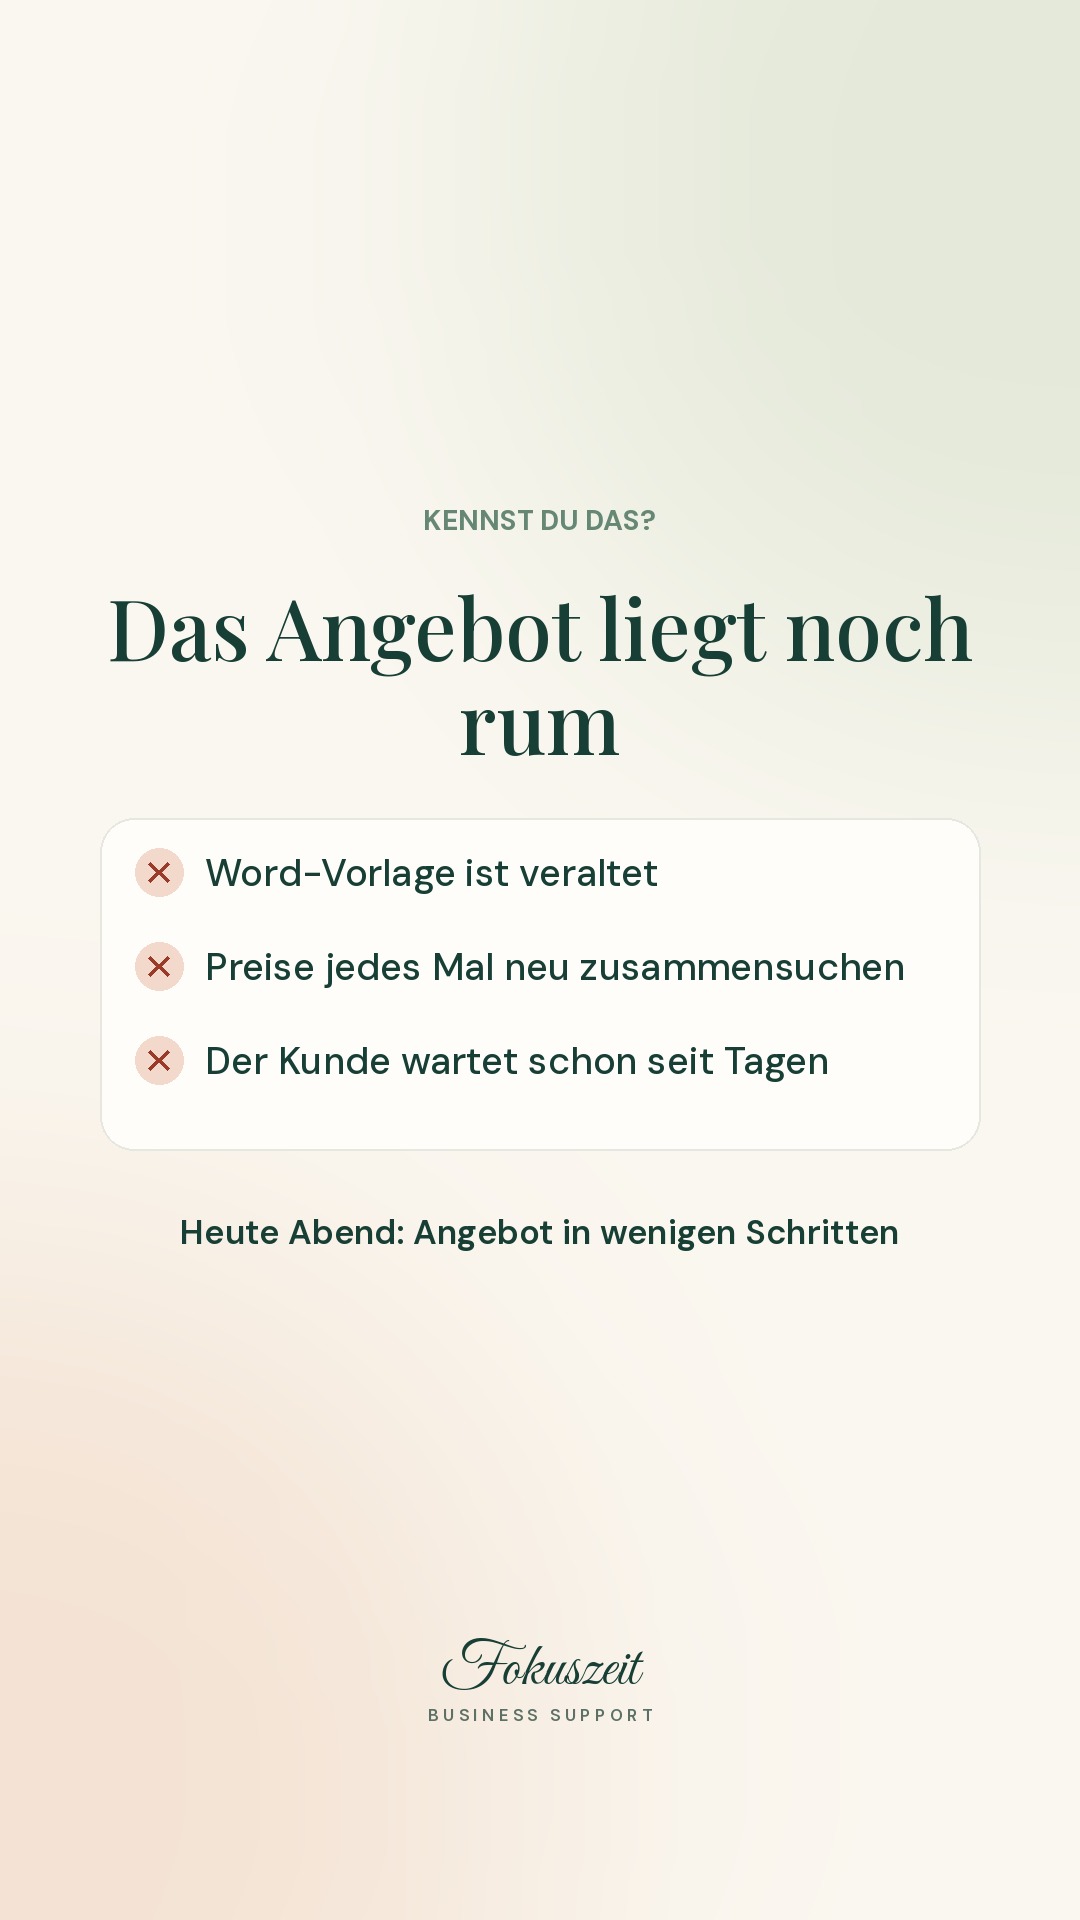 KENNST DU DAS?
Das Angebot liegt noch
rum
Word-Vorlage ist veraltet
Preise jedes Mal neu zusammensuchen
Der Kunde wartet schon seit Tagen
Heute Abend: Angebot in wenigen Schritten
Fokuszeit
BUSINESS SUPPORT